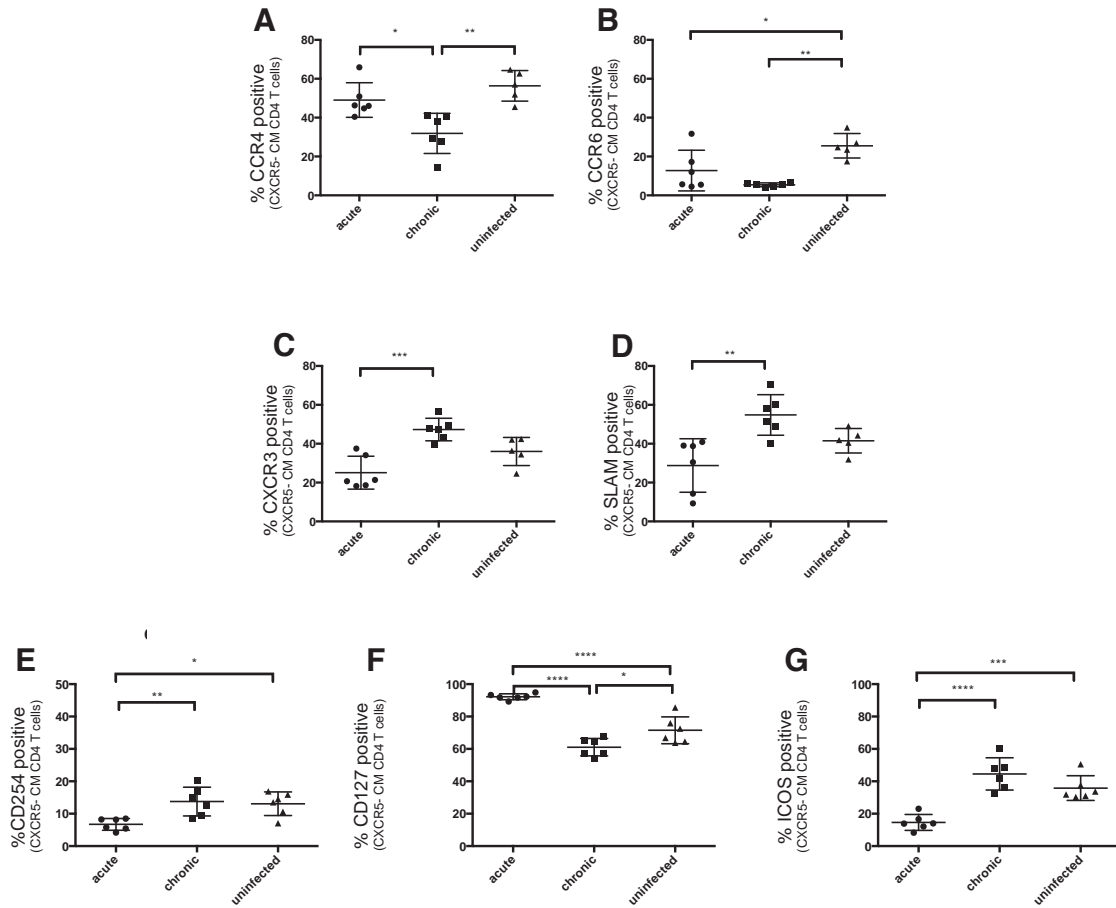 A
% CCR4 positive
(CXCR5- CM CD4 T cells)
80
60
40
20
0
*
**
acute
chronic
uninfected
B
% CCR6 positive
(CXCR5- CM CD4 T cells)
80
60
40
20
0
*
**
acute
chronic
uninfected
C
% CXCR3 positive
(CXCR5- CM CD4 T cells)
80
60
40
20
0
***
acute
chronic
uninfected
D
% SLAM positive
(CXCR5- CM CD4 T cells)
80
60
40
20
0
**
acute
chronic
uninfected
E
%CD254 positive
(CXCR5- CM CD4 T cells)
50
40
30
20
10
0
*
**
acute
chronic
uninfected
F
% CD127 positive
(CXCR5- CM CD4 T cells)
100
80
60
40
20
0
****
****
*
acute
chronic
uninfected
G
% ICOS positive
(CXCR5- CM CD4 T cells)
100
80
60
40
20
0
***
****
acute
chronic
uninfected